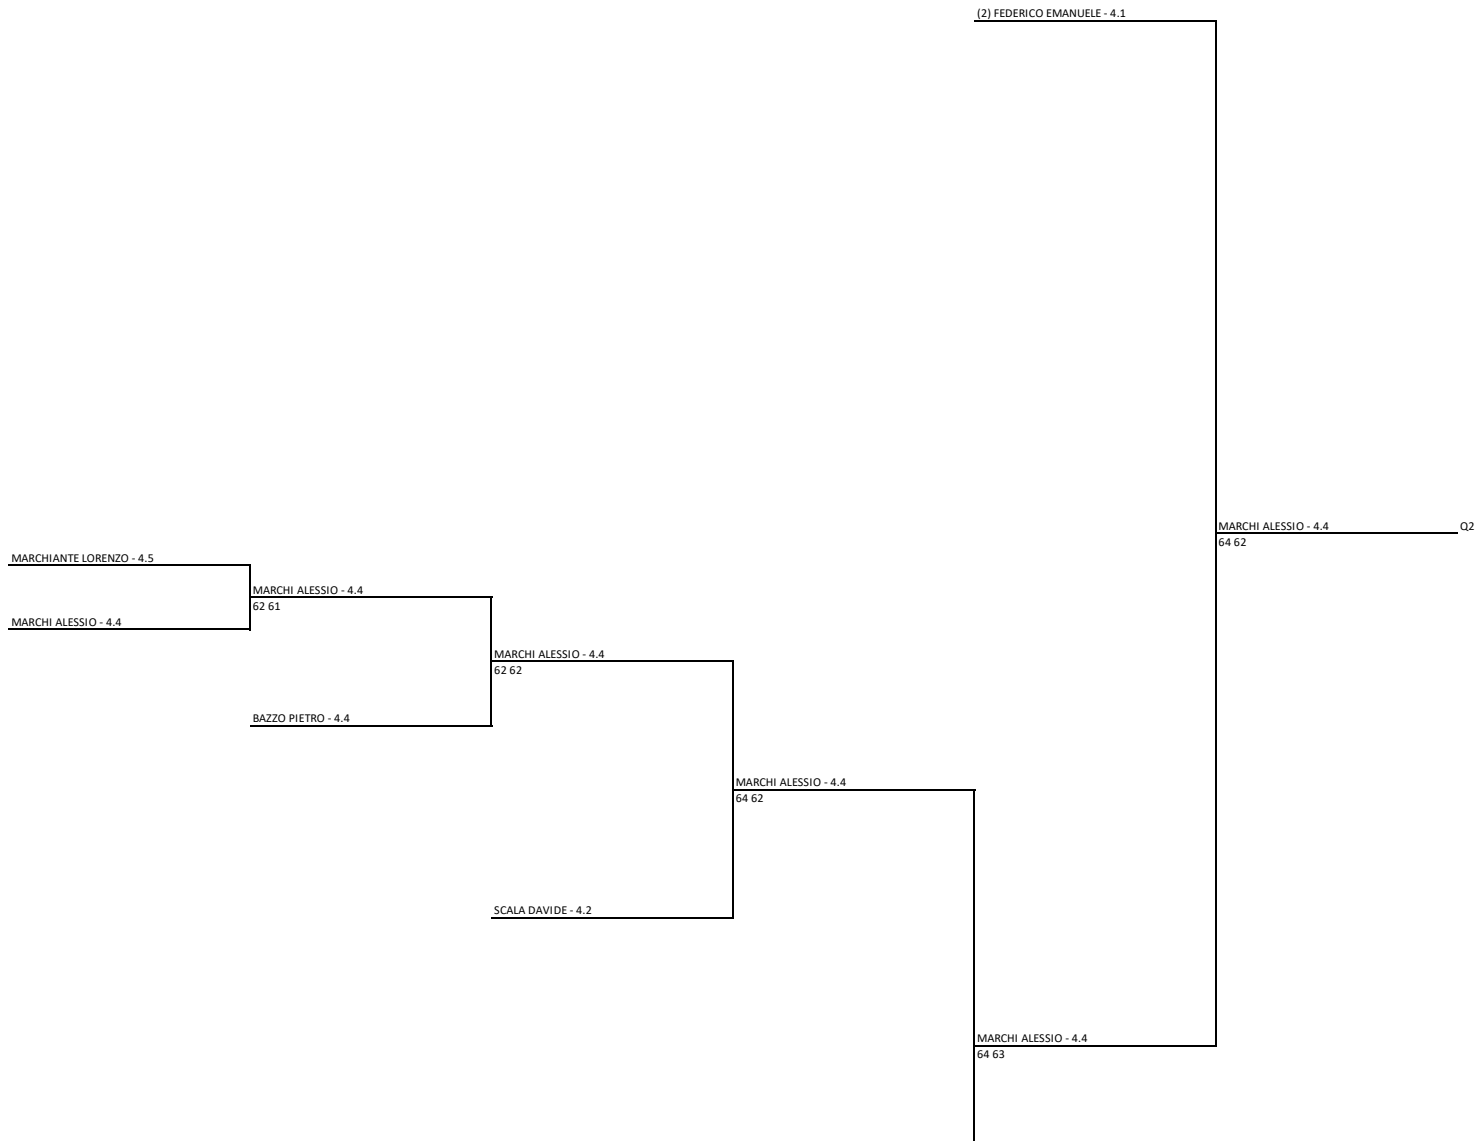 (2) FEDERICO EMANUELE - 4.1
MARCHI ALESSIO - 4.4
Q2
64 62
MARCHIANTE LORENZO - 4.5
MARCHI ALESSIO - 4.4
62 61
MARCHI ALESSIO - 4.4
MARCHI ALESSIO - 4.4
62 62
BAZZO PIETRO - 4.4
MARCHI ALESSIO - 4.4
64 62
SCALA DAVIDE - 4.2
MARCHI ALESSIO - 4.4
64 63